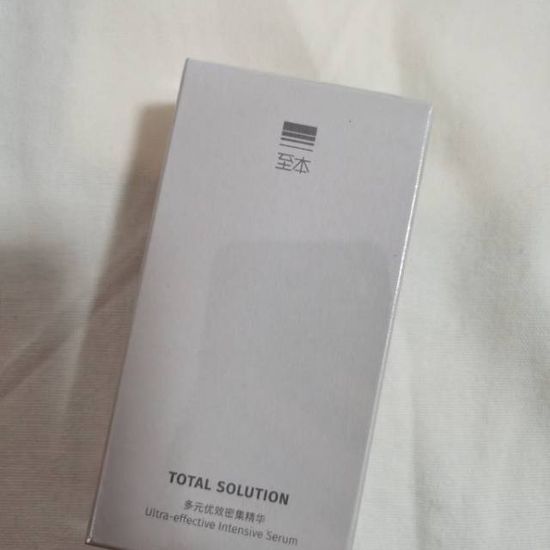 至本
TOTAL SOLUTION
多元优效密集精华
Ultra-effective Intensive Serum